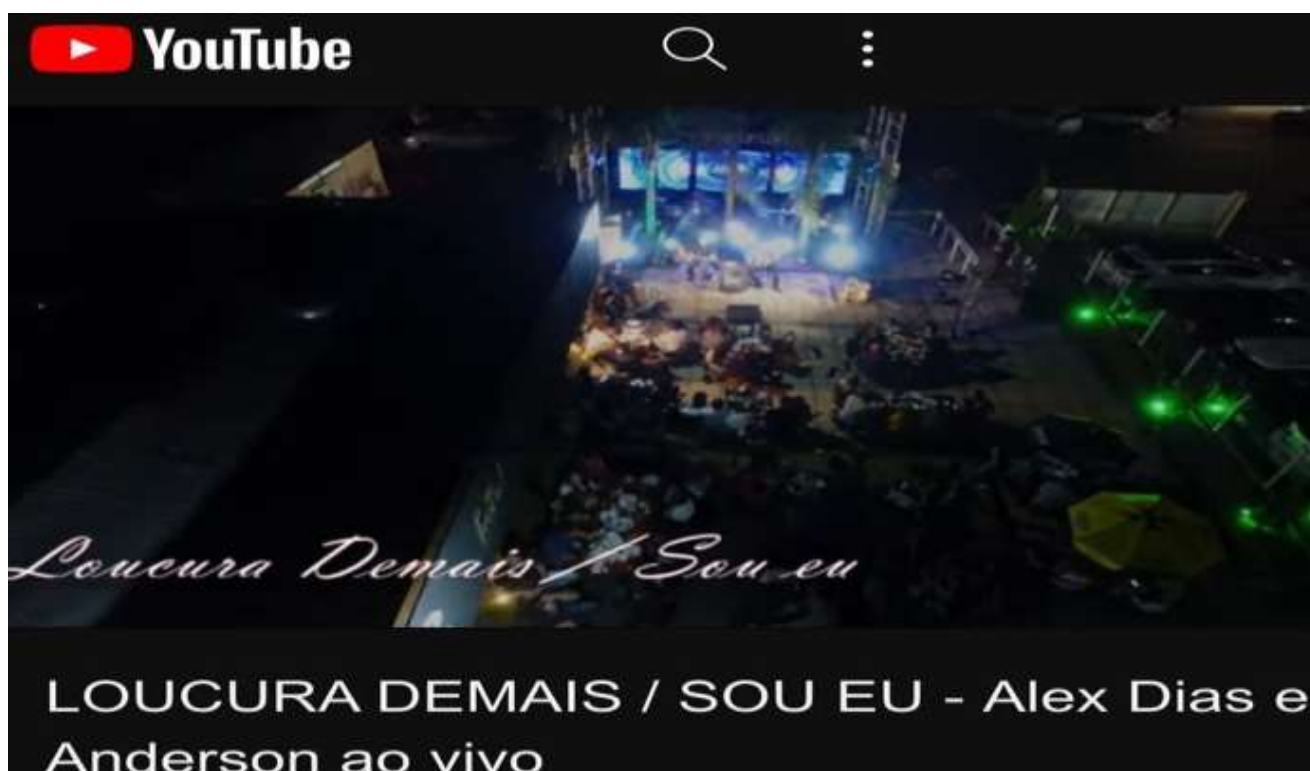 YouTube
Loucura Demais / Sou eu
LOUCURA DEMAIS / SOU EU - Alex Dias e
Anderson ao vivo